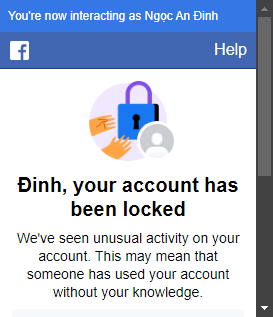 You're now interacting as Ngọc An Đinh
Help
Đinh, your account has
been locked
We've seen unusual activity on your
account. This may mean that
someone has used your account
without your knowledge.